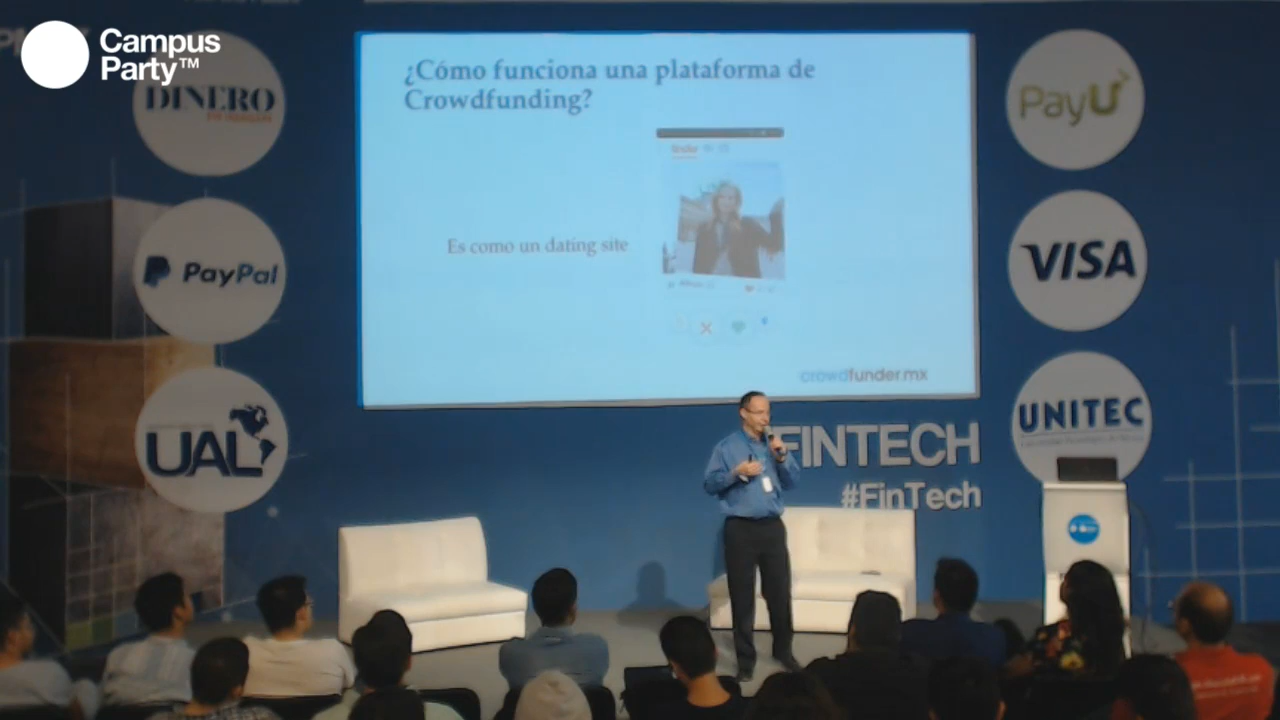 Campus
Party™
DINERO
¿Cómo funciona una plataforma de
Crowdfunding?
PayU
Es como un dating site
PayPal
VISA
crowdfunder.mx
UAL
UNITEC
FINTECH
#FinTech